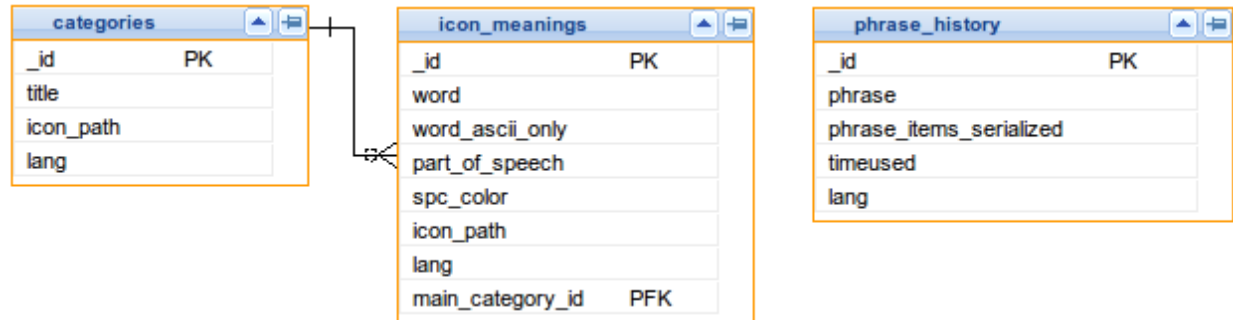 categories
_id PK
title
icon_path
lang
icon_meanings
_id PK
word
word_ascii_only
part_of_speech
spc_color
icon_path
lang
main_category_id PFK
phrase_history
_id PK
phrase
phrase_items_serialized
timeused
lang